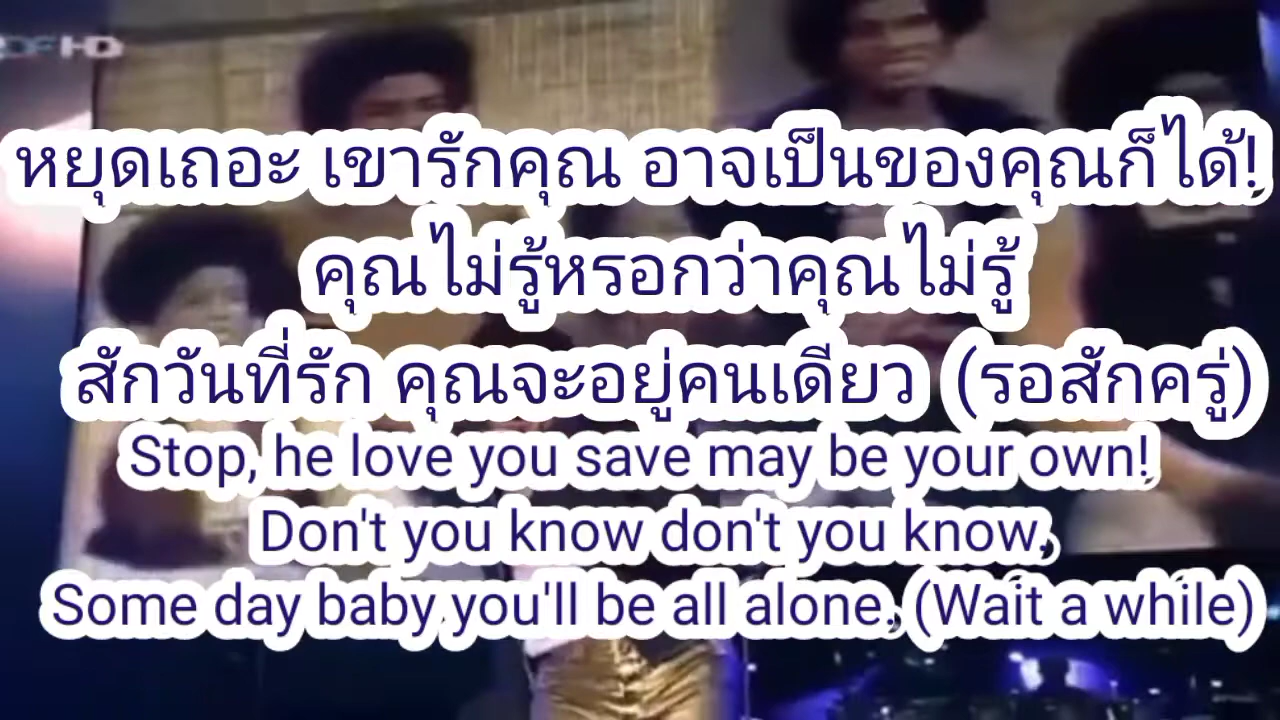 ZDFHD
หยุดเถอะ เขารักคุณ อาจเป็นของคุณก็ได้!
คุณไม่รู้หรอกว่าคุณไม่รู้
สักวันที่รัก คุณจะอยู่คนเดียว (รอสักครู่)
Stop, he love you save may be your own!
Don't you know don't you know,
Some day baby you'll be all alone. (Wait a while)